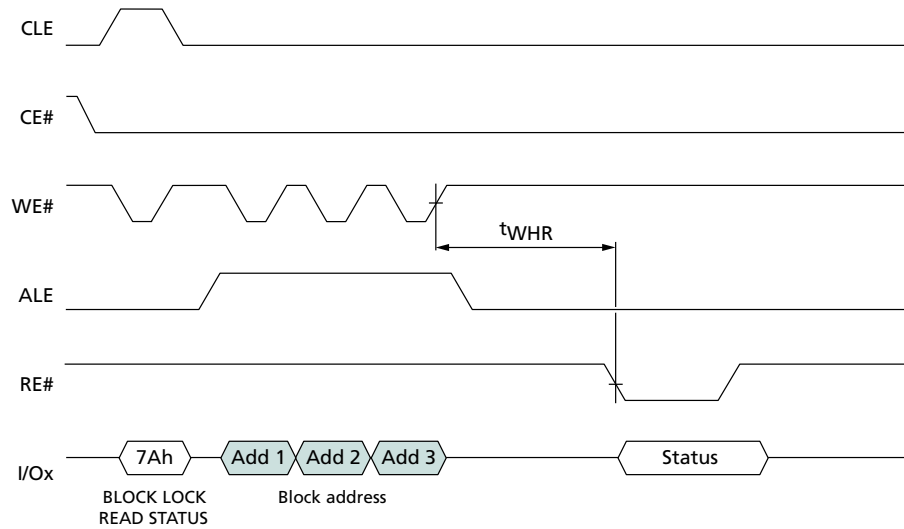 CLE
CE#
WE#
tWHR
ALE
RE#
I/Ox
7Ah
Add 1
Add 2
Add 3
Status
BLOCK LOCK
READ STATUS
Block address